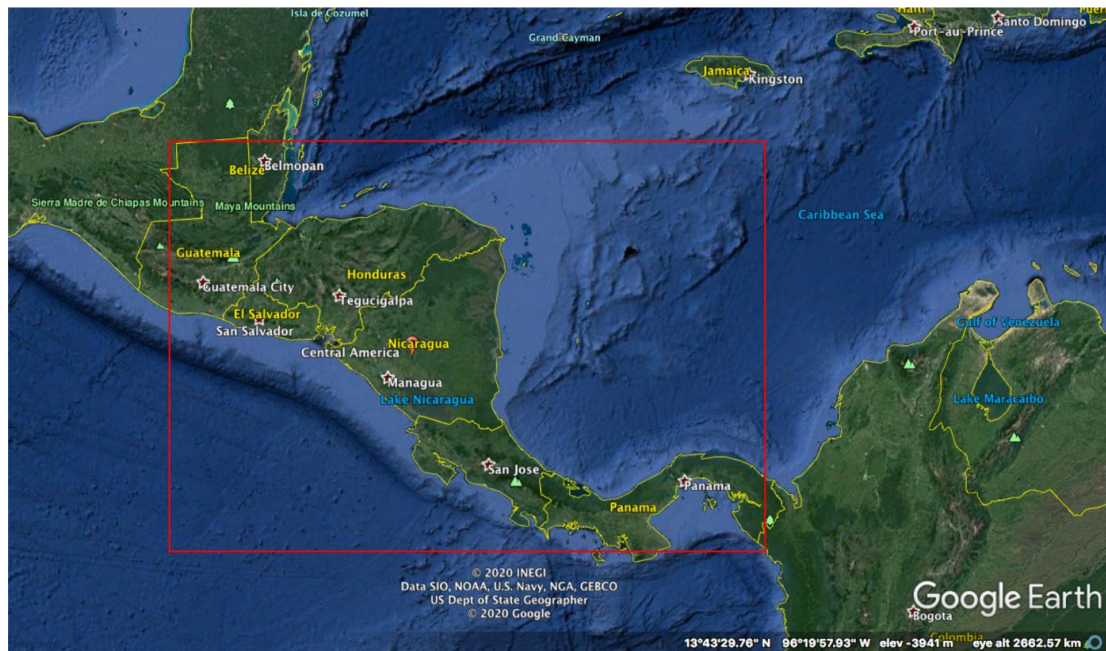 Isla de Cozumel
Grand Cayman
Haiti
Port-au-Prince
Santo Domingo
Jamaica
Kingston
Belmopan
Belize
Sierra Madre de Chiapas Mountains
Maya Mountains
Caribbean Sea
Guatemala
Honduras
Guatemala City
Tegucigalpa
El Salvador
San Salvador
Gulf of Venezuela
Nicaragua
Central America
Managua
Lake Nicaragua
Lake Maracaibo
San Jose
Panama
Panama
© 2020 INEGI
Data SIO, NOAA, U.S. Navy, NGA, GEBCO
US Dept of State Geographer
© 2020 Google
Google Earth
Bogota
Colombia
13°43'29.76" N 96°19'57.93" W elev -3941 m eye alt 2662.57 km